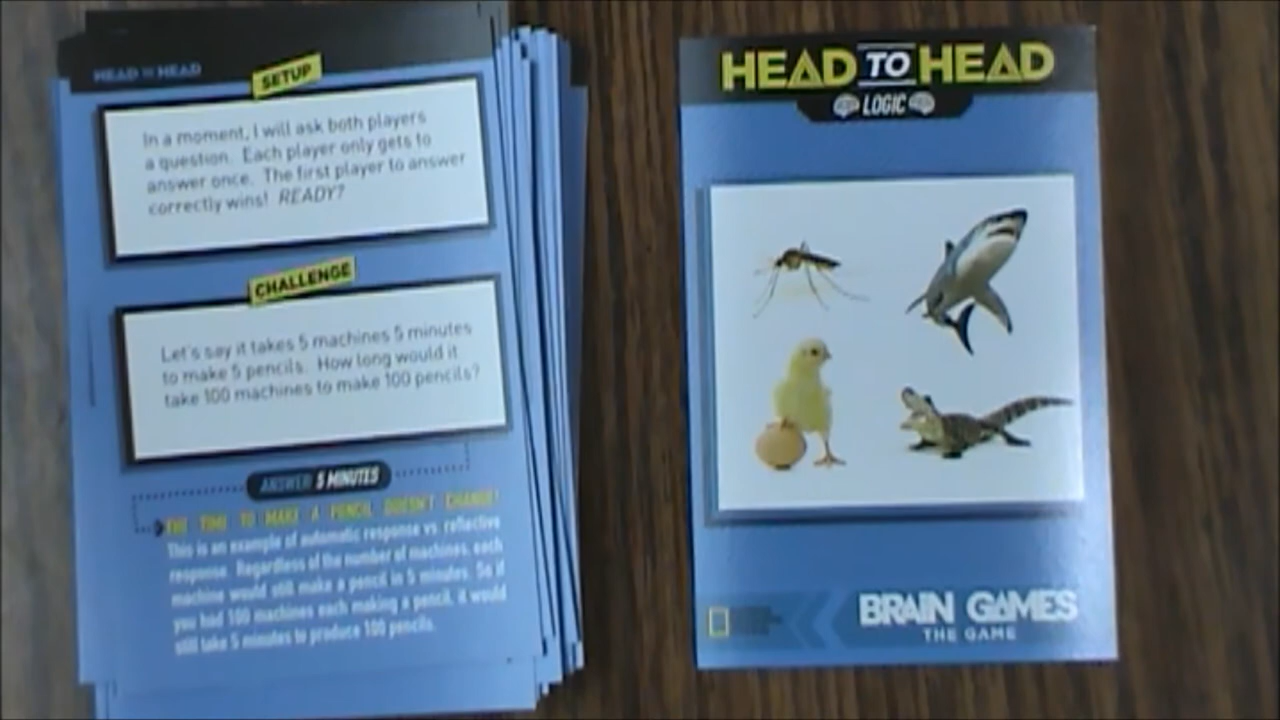 HEAD TO HEAD
SETUP
In a moment, I will ask both players
a question. Each player only gets to
answer once. The first player to answer
correctly wins! READY?
CHALLENGE
Let's say it takes 5 machines 5 minutes
to make 5 pencils. How long would it
take 100 machines to make 100 pencils?
ANSWER 5 MINUTES
THE TIME TO MAKE A PENCIL DOESN'T CHANGE!
This is an example of automatic response vs. reflective
response. Regardless of the number of machines, each
machine would still make a pencil in 5 minutes. So if
you had 100 machines each making a pencil, it would
still take 5 minutes to produce 100 pencils.
HEAD TO HEAD
LOGIC
BRAIN GAMES
THE GAME